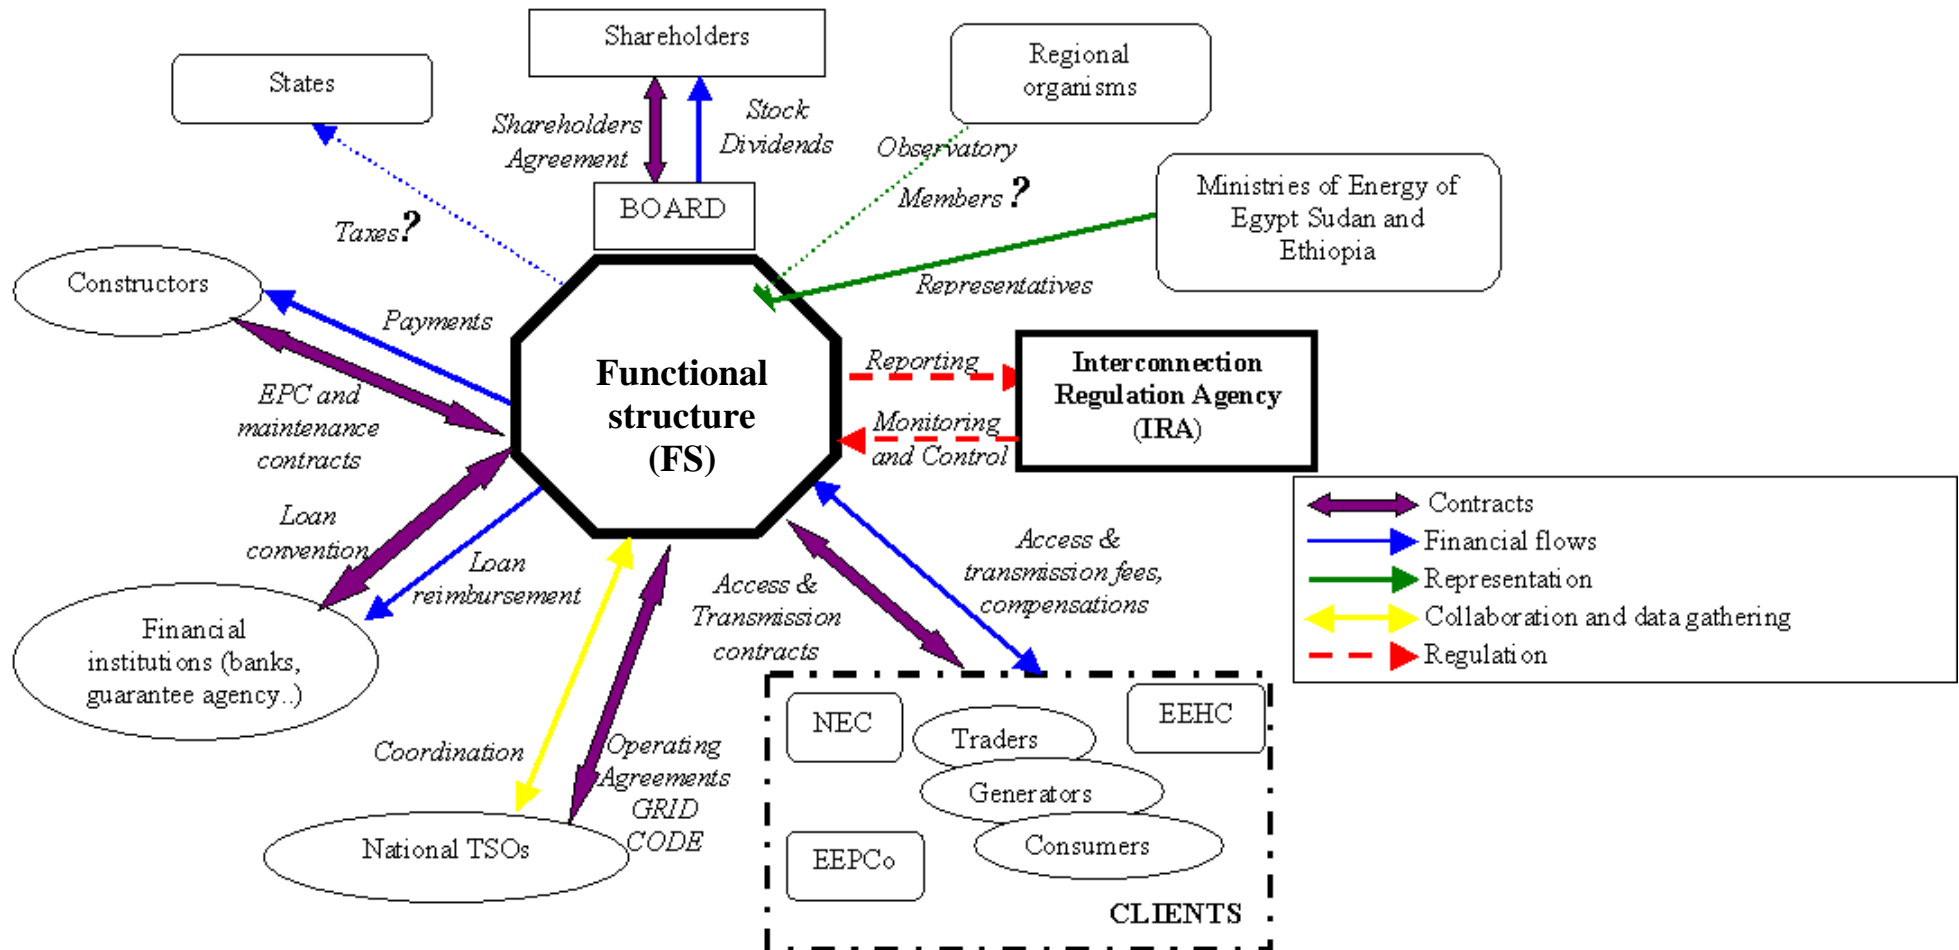 Shareholders
States
Regional
organisms
Shareholders
Agreement
Stock
Dividends
Observatory
Members ?
BOARD
Taxes?
Ministries of Energy of
Egypt Sudan and
Ethiopia
Representatives
Constructors
Payments
Functional
structure
(FS)
Reporting
Monitoring
and Control
Interconnection
Regulation Agency
(IRA)
EPC and
maintenance
contracts
Loan
convention
Loan
reimbursement
Access &
Transmission
contracts
Access &
transmission fees,
compensations
Contracts
Financial flows
Representation
Collaboration and data gathering
Regulation
Financial
institutions (banks,
guarantee agency..)
Coordination
Operating
Agreements
GRID
CODE
National TSOs
NEC
Traders
EEHC
Generators
Consumers
EEPCo
CLIENTS